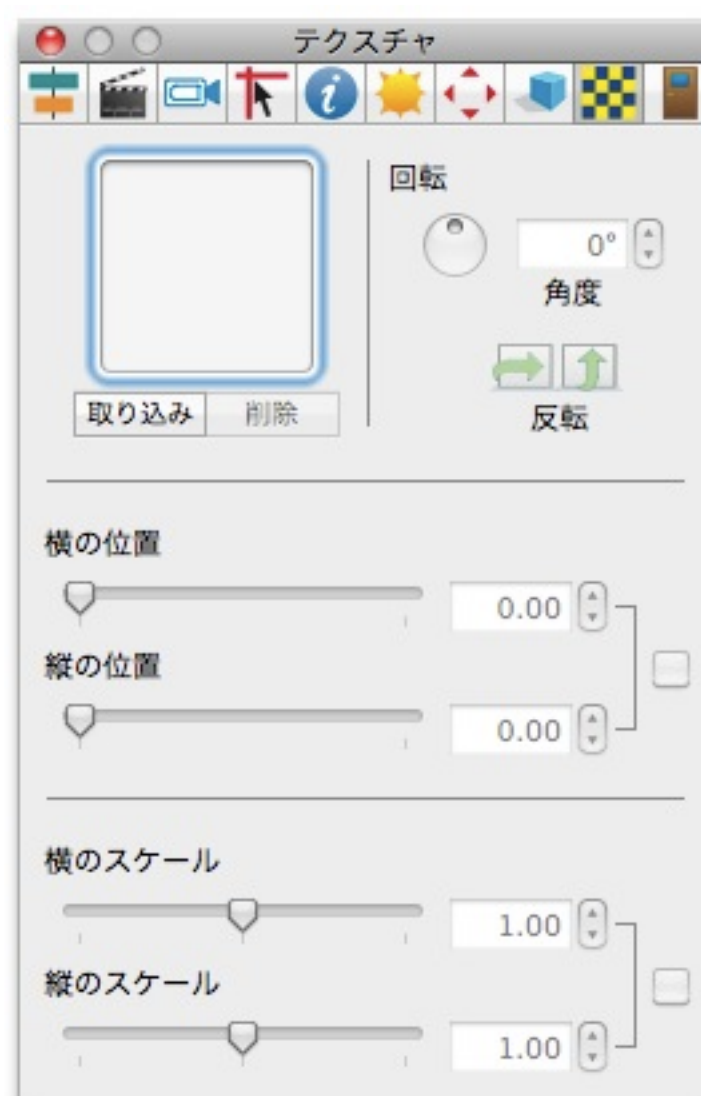 テクスチャ
回転
0°
角度
取り込み 削除
反転
横の位置
0.00
縦の位置
0.00
横のスケール
1.00
縦のスケール
1.00